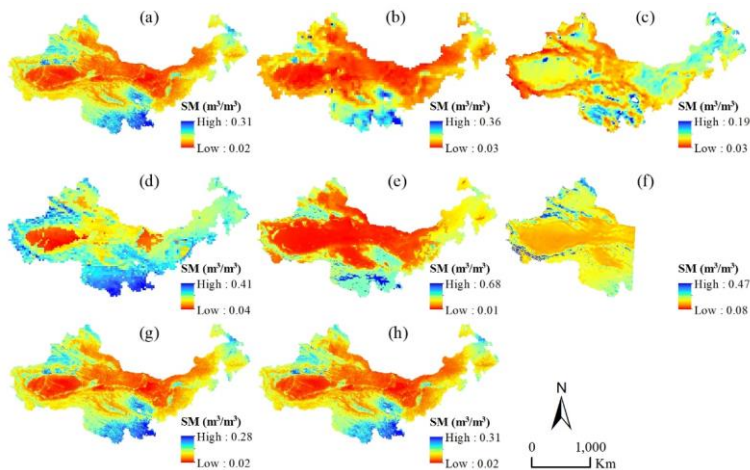 (a)
SM (m³/m³)
High : 0.31
Low : 0.02
(b)
SM (m³/m³)
High : 0.36
Low : 0.03
(c)
SM (m³/m³)
High : 0.19
Low : 0.03
(d)
SM (m³/m³)
High : 0.41
Low : 0.04
(e)
SM (m³/m³)
High : 0.68
Low : 0.01
(f)
SM (m³/m³)
High : 0.47
Low : 0.08
(g)
SM (m³/m³)
High : 0.28
Low : 0.02
(h)
SM (m³/m³)
High : 0.31
Low : 0.02
N
0 1,000
Km